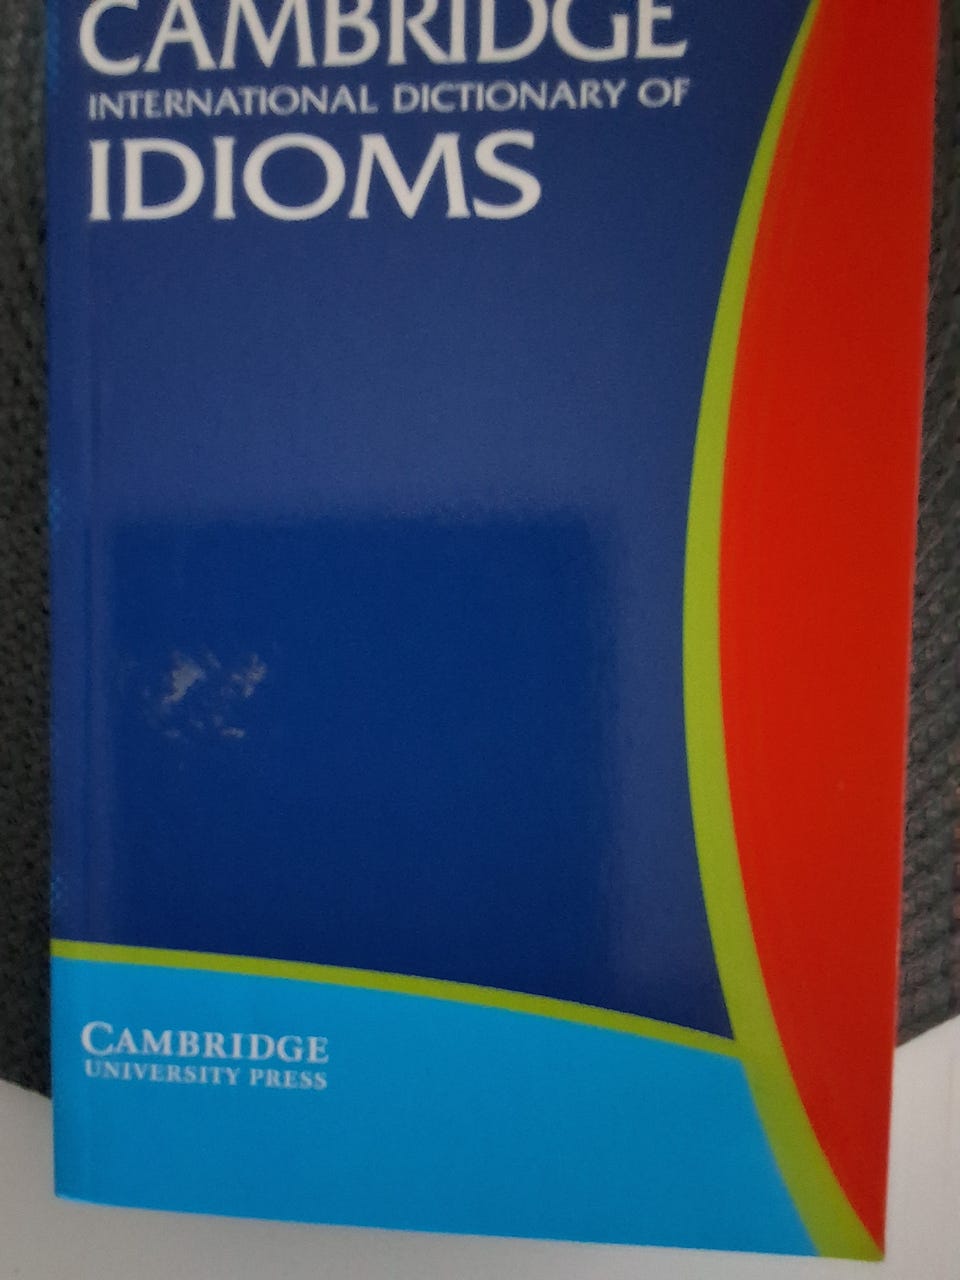 CAMBRIDGE
INTERNATIONAL DICTIONARY OF
IDIOMS
CAMBRIDGE
UNIVERSITY PRESS